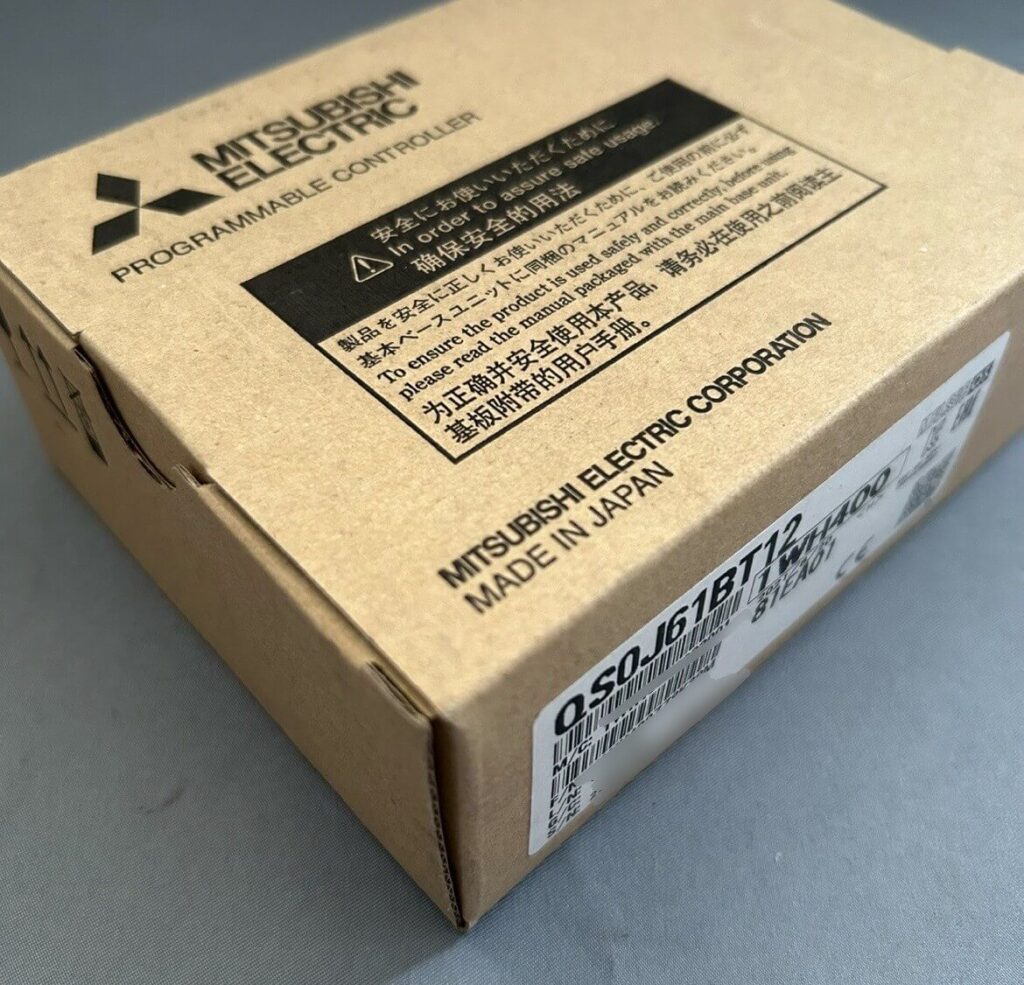 MITSUBISHI
ELECTRIC
PROGRAMMABLE CONTROLLER
安全にお使いいただくために
In order to assure safe usage.
确保安全的用法
製品を安全に正しくお使いいただくために、ご使用の前に必ず
基本ベースユニットに同梱のマニュアルをお読みください。
To ensure the product is used safely and correctly, before using
please read the manual packaged with the main base unit.
为正确并安全使用本产品，请务必在使用之前阅读主
基板附带的用户手册。
MITSUBISHI ELECTRIC CORPORATION
MADE IN JAPAN
QS0J61BT12
1WH400
81EA01
CE